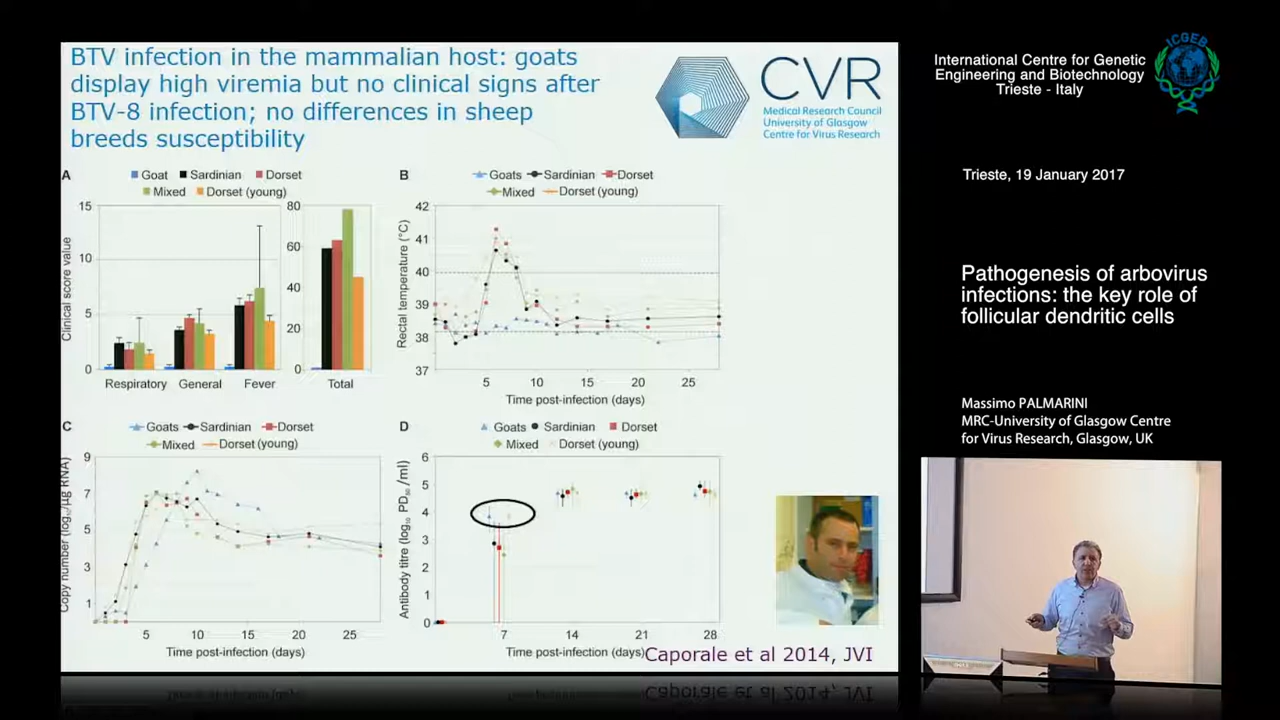 BTV infection in the mammalian host: goats
display high viremia but no clinical signs after
BTV-8 infection; no differences in sheep
breeds susceptibility
CVR
Medical Research Council
University of Glasgow
Centre for Virus Research
A
Goat Sardinian Dorset
Mixed Dorset (young)
15
10
5
0
80
60
40
20
0
Clinical score value
Respiratory General Fever Total
B
Goats Sardinian Dorset
Mixed Dorset (young)
42
41
40
39
38
37
Rectal temperature (°C)
5 10 15 20 25
Time post-infection (days)
C
Goats Sardinian Dorset
Mixed Dorset (young)
9
7
5
3
1
Copy number (log₁₀/µg RNA)
5 10 15 20 25
Time post-infection (days)
D
Goats Sardinian Dorset
Mixed Dorset (young)
6
5
4
3
2
1
0
Antibody titre (log₁₀ PD₅₀/ml)
7 14 21 28
Time post-infection (days)
Caporale et al 2014, JVI
International Centre for Genetic
Engineering and Biotechnology
Trieste - Italy
ICGEB
Trieste, 19 January 2017
Pathogenesis of arbovirus
infections: the key role of
follicular dendritic cells
Massimo PALMARINI
MRC-University of Glasgow Centre
for Virus Research, Glasgow, UK